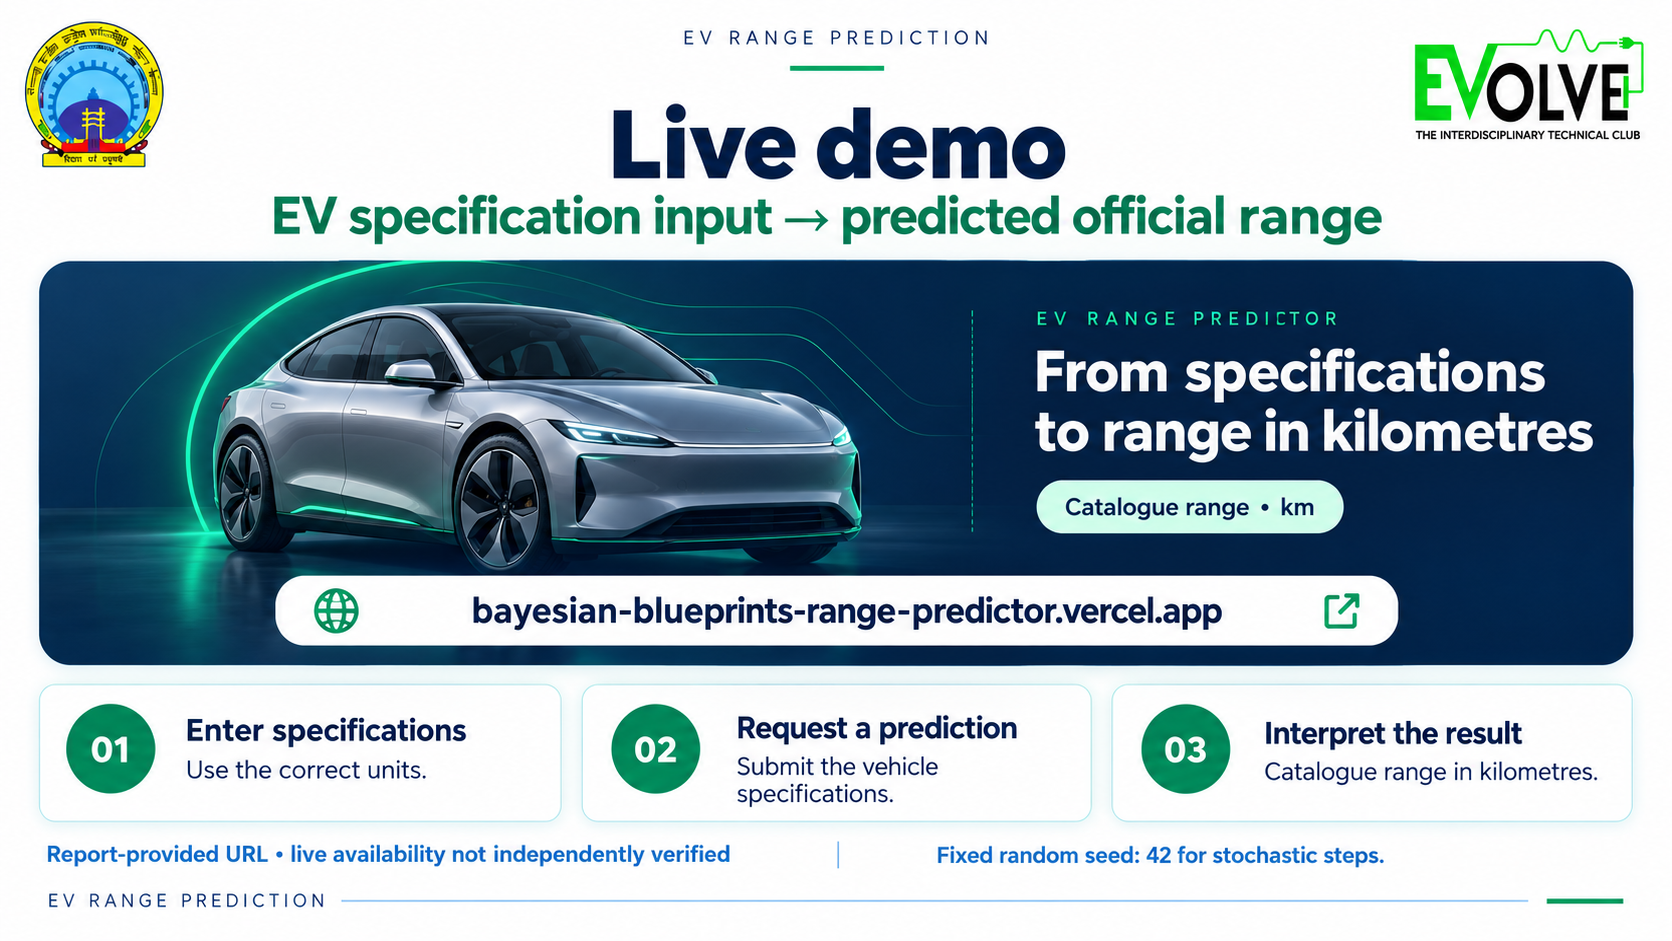 EV RANGE PREDICTION
EVOLVE
THE INTERDISCIPLINARY TECHNICAL CLUB
Live demo
EV specification input → predicted official range
EV RANGE PREDICTOR
From specifications
to range in kilometres
Catalogue range • km
bayesian-blueprints-range-predictor.vercel.app
01
Enter specifications
Use the correct units.
02
Request a prediction
Submit the vehicle
specifications.
03
Interpret the result
Catalogue range in kilometres.
Report-provided URL • live availability not independently verified
Fixed random seed: 42 for stochastic steps.
EV RANGE PREDICTION